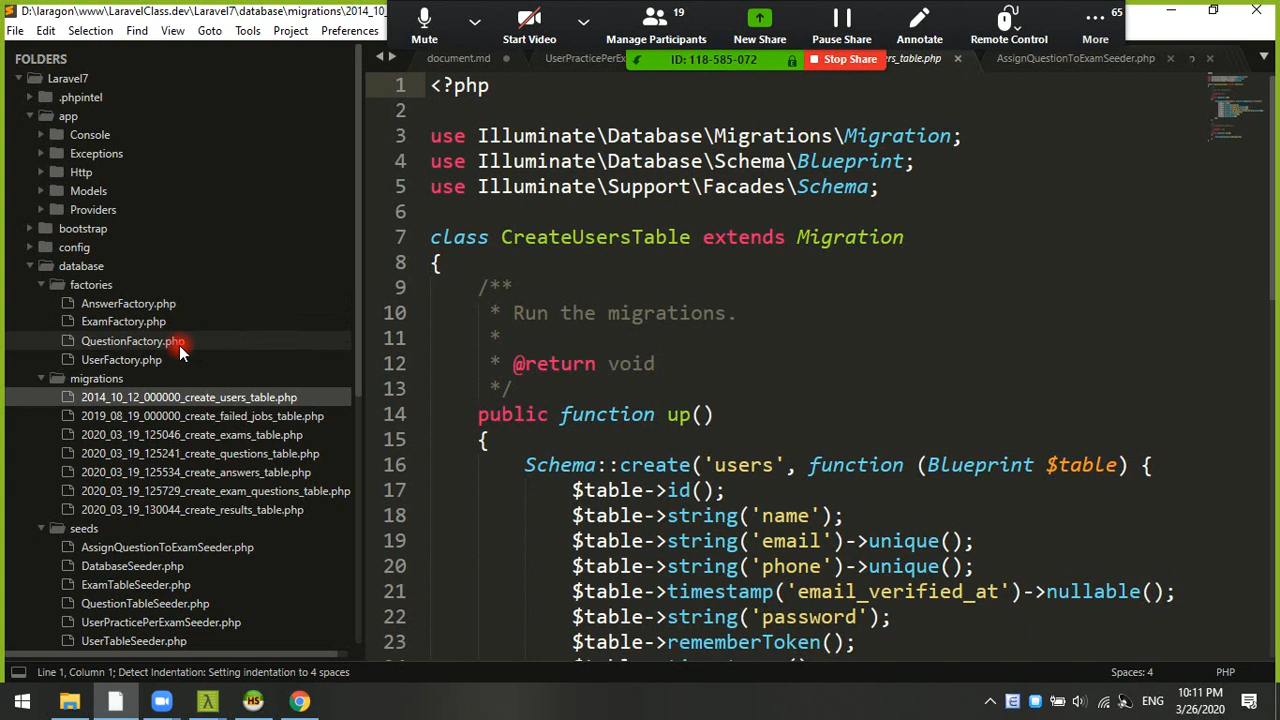 D:\laragon\www\LaravelClass.dev\Laravel7\database\migrations\2014_10_
File Edit Selection Find View Goto Tools Project Preferences
Mute
Start Video
19
Manage Participants
New Share
Pause Share
Annotate
Remote Control
65
More
ID: 118-585-072
Stop Share
document.md
UserPracticePerEx
rs_table.php
AssignQuestionToExamSeeder.php
FOLDERS
Laravel7
.phpintel
app
Console
Exceptions
Http
Models
Providers
bootstrap
config
database
factories
AnswerFactory.php
ExamFactory.php
QuestionFactory.php
UserFactory.php
migrations
2014_10_12_000000_create_users_table.php
2019_08_19_000000_create_failed_jobs_table.php
2020_03_19_125046_create_exams_table.php
2020_03_19_125241_create_questions_table.php
2020_03_19_125534_create_answers_table.php
2020_03_19_125729_create_exam_questions_table.php
2020_03_19_130044_create_results_table.php
seeds
AssignQuestionToExamSeeder.php
DatabaseSeeder.php
ExamTableSeeder.php
QuestionTableSeeder.php
UserPracticePerExamSeeder.php
UserTableSeeder.php
1 <?php
2
3 use Illuminate\Database\Migrations\Migration;
4 use Illuminate\Database\Schema\Blueprint;
5 use Illuminate\Support\Facades\Schema;
6
7 class CreateUsersTable extends Migration
8 {
9 /**
10 * Run the migrations.
11 *
12 * @return void
13 */
14 public function up()
15 {
16 Schema::create('users', function (Blueprint $table) {
17 $table->id();
18 $table->string('name');
19 $table->string('email')->unique();
20 $table->string('phone')->unique();
21 $table->timestamp('email_verified_at')->nullable();
22 $table->string('password');
23 $table->rememberToken();
Line 1, Column 1; Detect Indentation: Setting indentation to 4 spaces
Spaces: 4
PHP
ENG
10:11 PM
3/26/2020